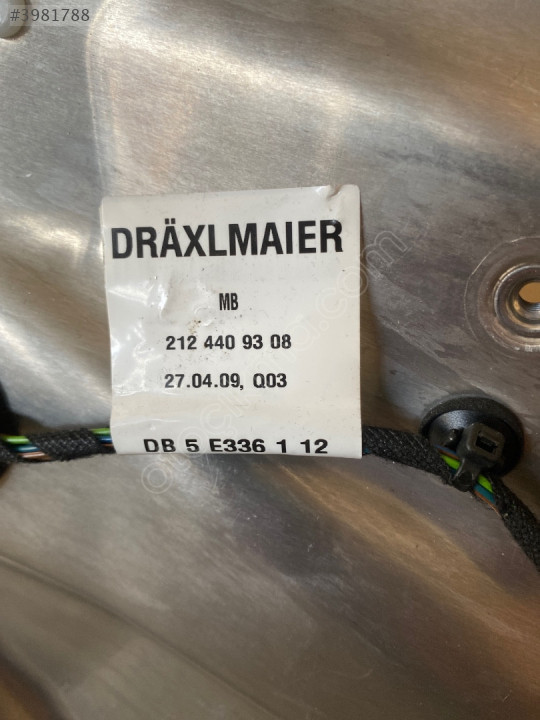 #3981788
DRÄXLMAIER
MB
212 440 93 08
27.04.09, Q03
DB 5 E336 1 12